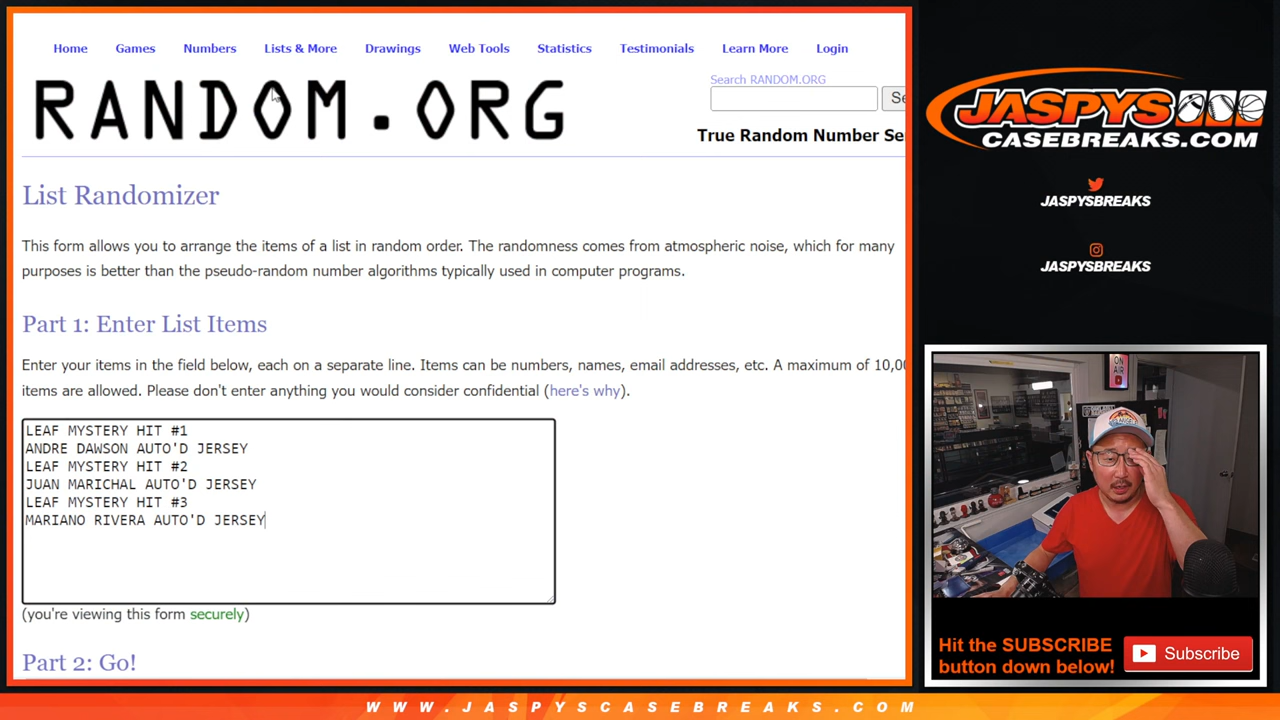 Home Games Numbers Lists & More Drawings Web Tools Statistics Testimonials Learn More Login
RANDOM.ORG
Search RANDOM.ORG
Se
True Random Number Se
List Randomizer
This form allows you to arrange the items of a list in random order. The randomness comes from atmospheric noise, which for many
purposes is better than the pseudo-random number algorithms typically used in computer programs.
Part 1: Enter List Items
Enter your items in the field below, each on a separate line. Items can be numbers, names, email addresses, etc. A maximum of 10,00
items are allowed. Please don't enter anything you would consider confidential (here's why).
LEAF MYSTERY HIT #1
ANDRE DAWSON AUTO'D JERSEY
LEAF MYSTERY HIT #2
JUAN MARICHAL AUTO'D JERSEY
LEAF MYSTERY HIT #3
MARIANO RIVERA AUTO'D JERSEY
(you're viewing this form securely)
Part 2: Go!
JASPYS
CASEBREAKS.COM
JASPYSBREAKS
JASPYSBREAKS
ON AIR
Hit the SUBSCRIBE
button down below!
Subscribe
WWW.JASPYSCASEBREAKS.COM